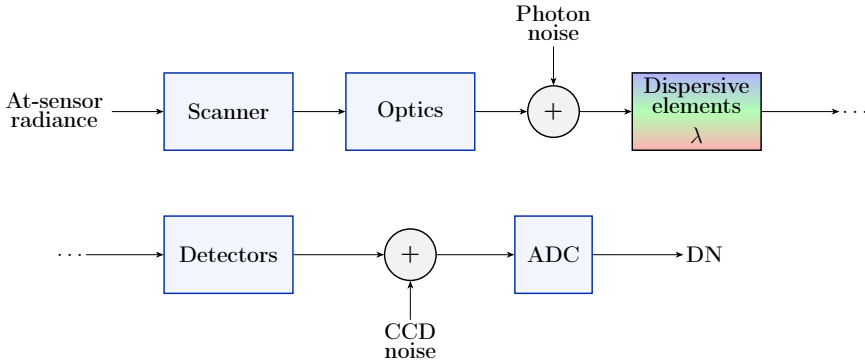 Photon
noise
At-sensor
radiance
Scanner
Optics
+
Dispersive
elements
λ
···
···
Detectors
+
ADC
DN
CCD
noise